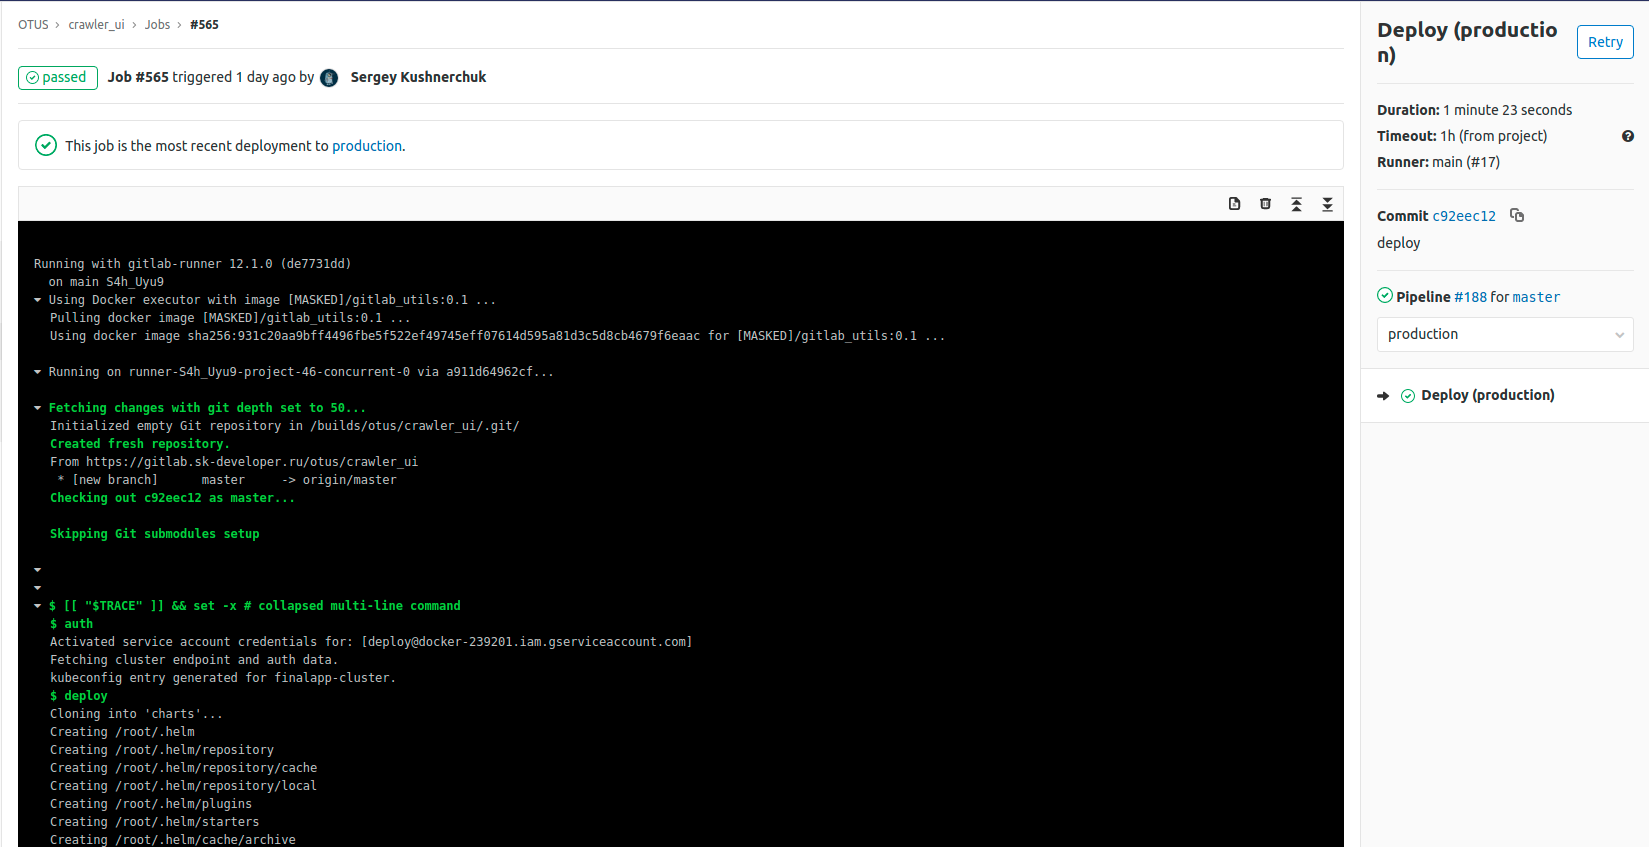 OTUS › crawler_ui › Jobs › #565
passed Job #565 triggered 1 day ago by Sergey Kushnerchuk
This job is the most recent deployment to production.
Running with gitlab-runner 12.1.0 (de7731dd)
on main S4h_Uyu9
Using Docker executor with image [MASKED]/gitlab_utils:0.1 ...
Pulling docker image [MASKED]/gitlab_utils:0.1 ...
Using docker image sha256:931c20aa9bff4496fbe5f522ef49745eff07614d595a81d3c5d8cb4679f6eaac for [MASKED]/gitlab_utils:0.1 ...
Running on runner-S4h_Uyu9-project-46-concurrent-0 via a911d64962cf...
Fetching changes with git depth set to 50...
Initialized empty Git repository in /builds/otus/crawler_ui/.git/
Created fresh repository.
From https://gitlab.sk-developer.ru/otus/crawler_ui
* [new branch] master -> origin/master
Checking out c92eec12 as master...
Skipping Git submodules setup
$ [[ "$TRACE" ]] && set -x # collapsed multi-line command
$ auth
Activated service account credentials for: [deploy@docker-239201.iam.gserviceaccount.com]
Fetching cluster endpoint and auth data.
kubeconfig entry generated for finalapp-cluster.
$ deploy
Cloning into 'charts'...
Creating /root/.helm
Creating /root/.helm/repository
Creating /root/.helm/repository/cache
Creating /root/.helm/repository/local
Creating /root/.helm/plugins
Creating /root/.helm/starters
Creating /root/.helm/cache/archive
Deploy (productio
n)
Retry
Duration: 1 minute 23 seconds
Timeout: 1h (from project)
Runner: main (#17)
Commit c92eec12
deploy
Pipeline #188 for master
production
Deploy (production)